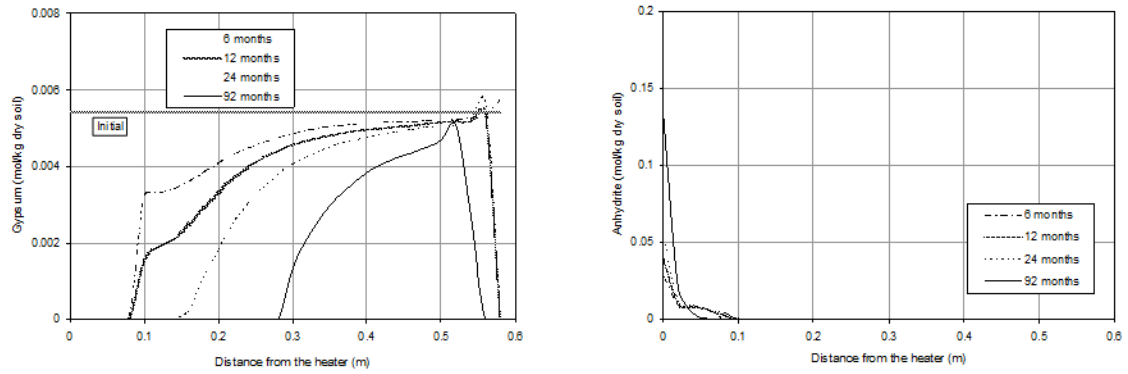 0.008
0.006
0.004
0.002
0
Gypsum (mol/kg dry soil)
6 months
12 months
24 months
92 months
Initial
0 0.1 0.2 0.3 0.4 0.5 0.6
Distance from the heater (m)
0.2
0.15
0.1
0.05
0
Anhydrite (mol/kg dry soil)
6 months
12 months
24 months
92 months
0 0.1 0.2 0.3 0.4 0.5 0.6
Distance from the heater (m)